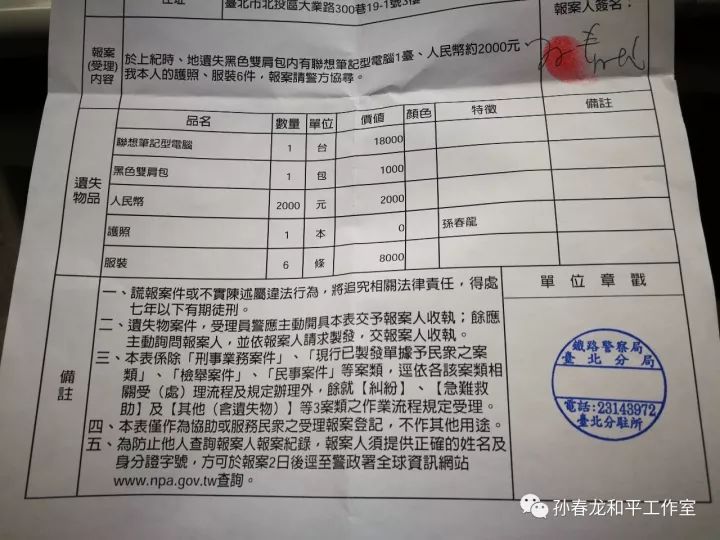 臺北市北投區大業路300巷19-1號3樓
報案人簽名：
報案
(受理)
內容
於上紀時、地遺失黑色雙肩包內有聯想筆記型電腦1臺、人民幣約2000元
我本人的護照、服裝6件，報案請警方協尋。
遺失
物品
品名 數量 單位 價值 顏色 特徵 備註
聯想筆記型電腦 1 台 18000
黑色雙肩包 1 包 1000
人民幣 2000 元 2000
護照 1 本 0 孫春龍
服裝 6 條 8000
備
註
一、謊報案件或不實陳述屬違法行為，將追究相關法律責任，得處
七年以下有期徒刑。
二、遺失物案件，受理員警應主動開具本表交予報案人收執；餘應
主動詢問報案人，並依報案人請求製發，交報案人收執。
三、本表係除「刑事業務案件」、「現行已製發單據予民眾之案
類」、「檢舉案件」、「民事案件」等案類，逕依各該案類相
關受（處）理流程及規定辦理外，餘就【糾紛】、【急難救
助】及【其他（含遺失物）】等3案類之作業流程規定受理。
四、本表僅作為協助或服務民眾之受理報案登記，不作其他用途。
五、為防止他人查詢報案人報案紀錄，報案人須提供正確的姓名及
身分證字號，方可於報案2日後逕至警政署全球資訊網站
www.npa.gov.tw查詢。
單位章戳
鐵路警察局
臺北分局
電話:23143972
臺北分駐所
孙春龙和平工作室